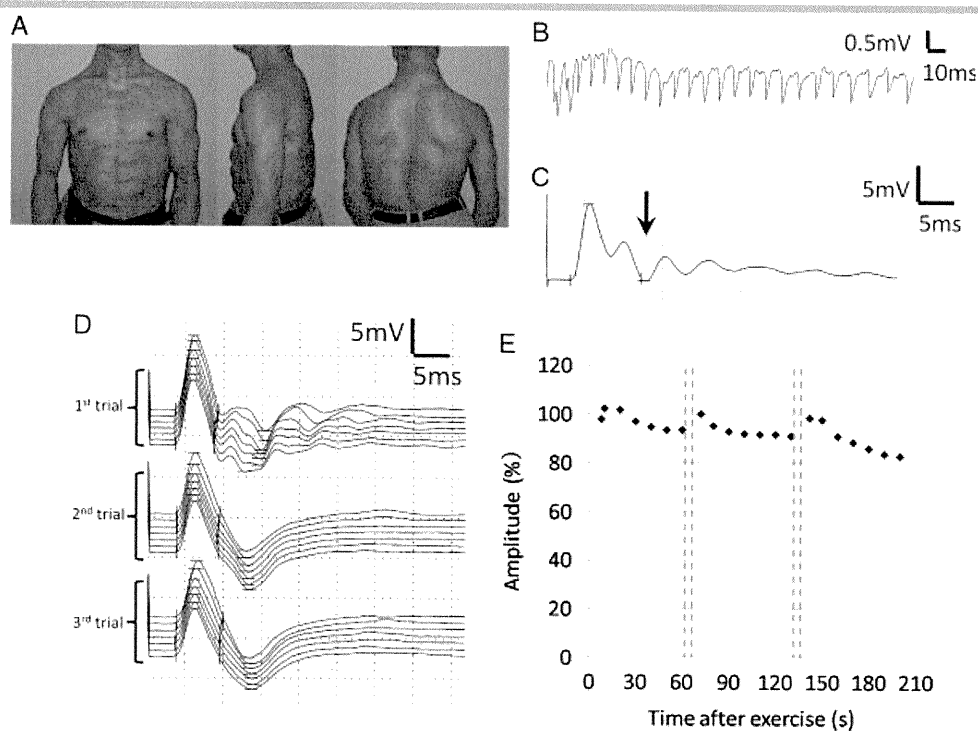 A
B
0.5mV
10ms
C
5mV
5ms
D
5mV
5ms
1st trial
2nd trial
3rd trial
E
120
100
80
60
40
20
0
Amplitude (%)
0 30 60 90 120 150 180 210
Time after exercise (s)